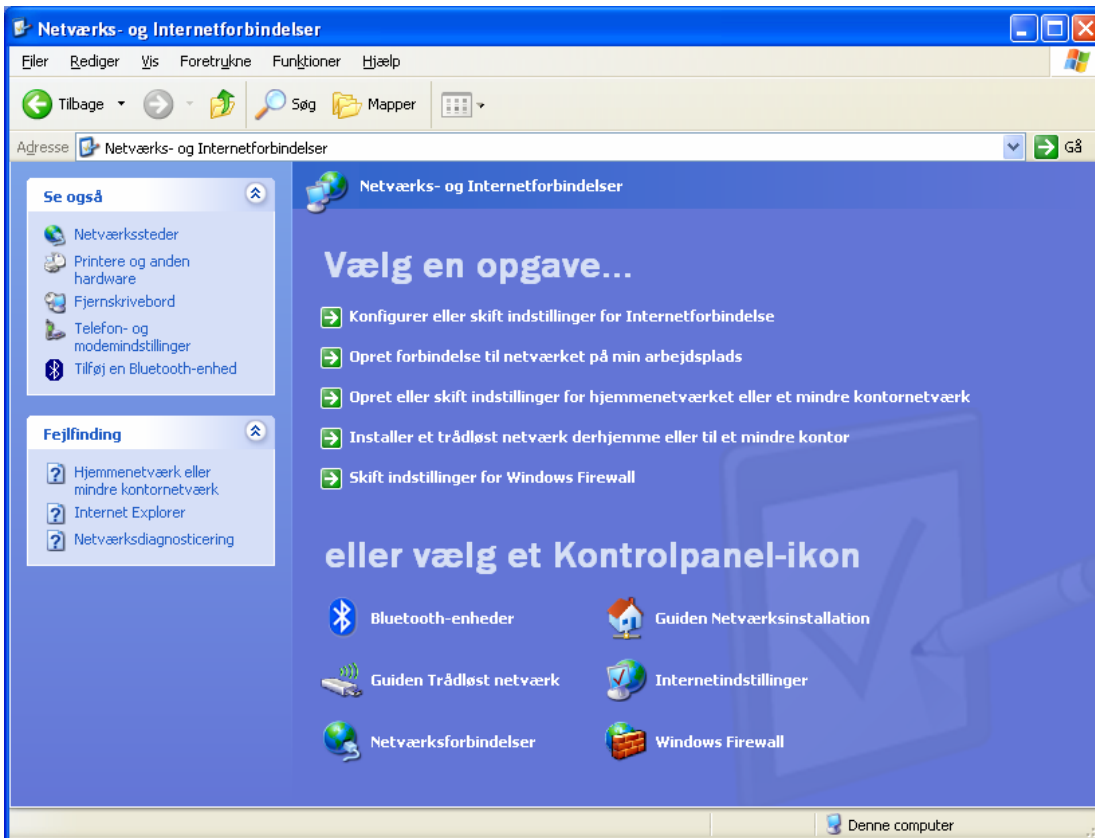 Netværks- og Internetforbindelser
Filer Rediger Vis Foretrukne Funktioner Hjælp
Tilbage Søg Mapper
Adresse Netværks- og Internetforbindelser Gå
Se også
Netværkssteder
Printere og anden
hardware
Fjernskrivebord
Telefon- og
modemindstillinger
Tilføj en Bluetooth-enhed
Fejlfinding
Hjemmenetværk eller
mindre kontornetværk
Internet Explorer
Netværksdiagnosticering
Netværks- og Internetforbindelser
Vælg en opgave...
Konfigurer eller skift indstillinger for Internetforbindelse
Opret forbindelse til netværket på min arbejdsplads
Opret eller skift indstillinger for hjemmenetværket eller et mindre kontornetværk
Installer et trådløst netværk derhjemme eller til et mindre kontor
Skift indstillinger for Windows Firewall
eller vælg et Kontrolpanel-ikon
Bluetooth-enheder Guiden Netværksinstallation
Guiden Trådløst netværk Internetindstillinger
Netværksforbindelser Windows Firewall
Denne computer